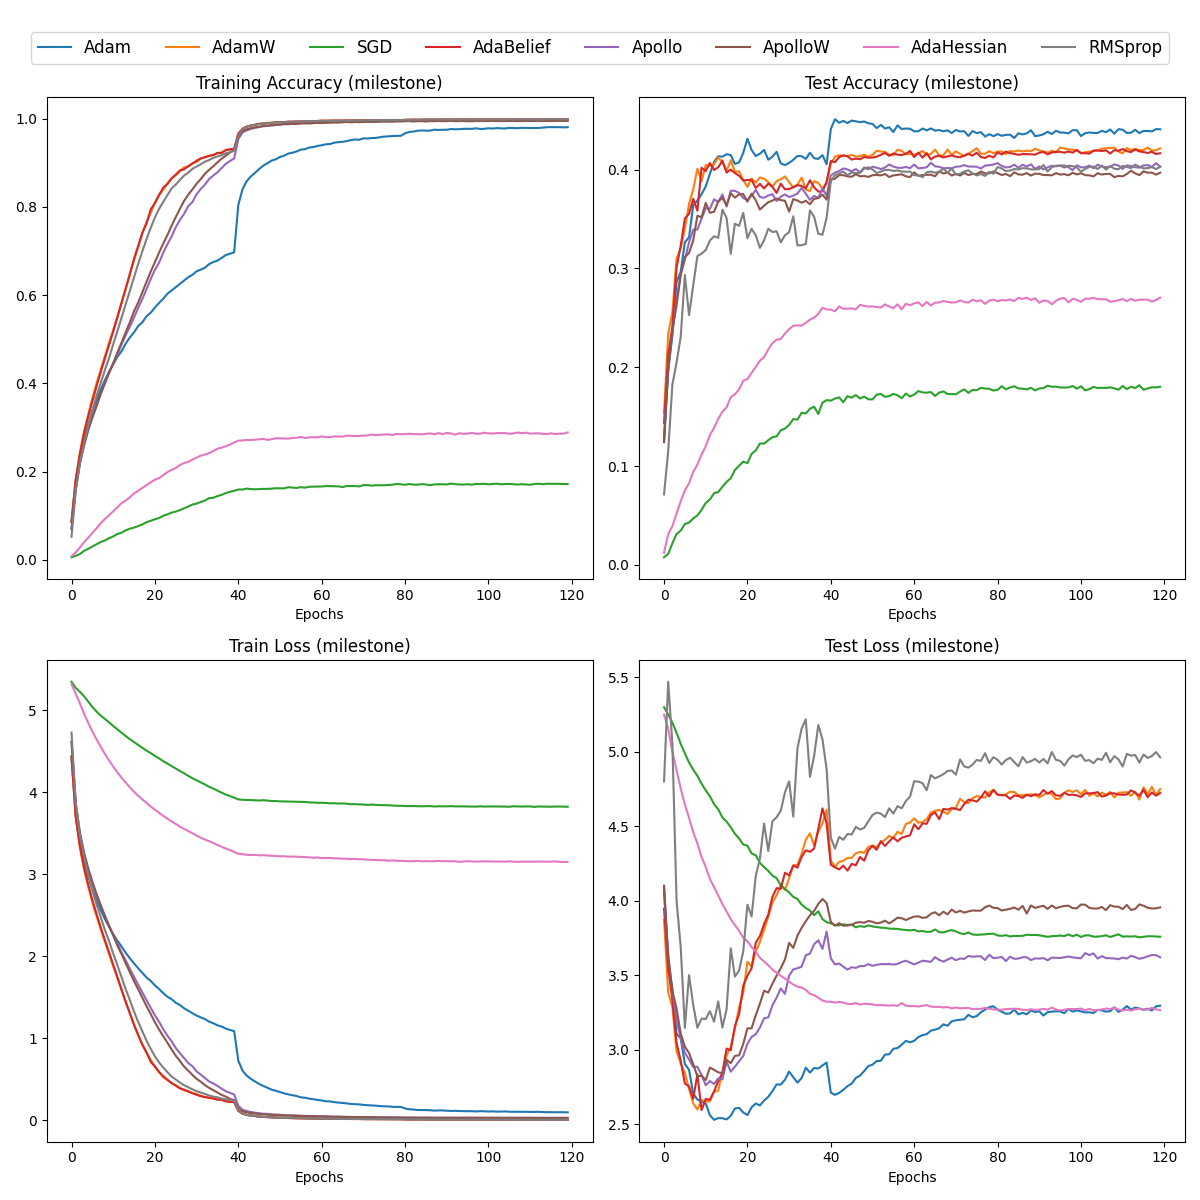 Adam AdamW SGD AdaBelief Apollo ApolloW AdaHessian RMSprop
Training Accuracy (milestone)
1.0
0.8
0.6
0.4
0.2
0.0
0 20 40 60 80 100 120
Epochs
Test Accuracy (milestone)
0.4
0.3
0.2
0.1
0.0
0 20 40 60 80 100 120
Epochs
Train Loss (milestone)
5
4
3
2
1
0
0 20 40 60 80 100 120
Epochs
Test Loss (milestone)
5.5
5.0
4.5
4.0
3.5
3.0
2.5
0 20 40 60 80 100 120
Epochs